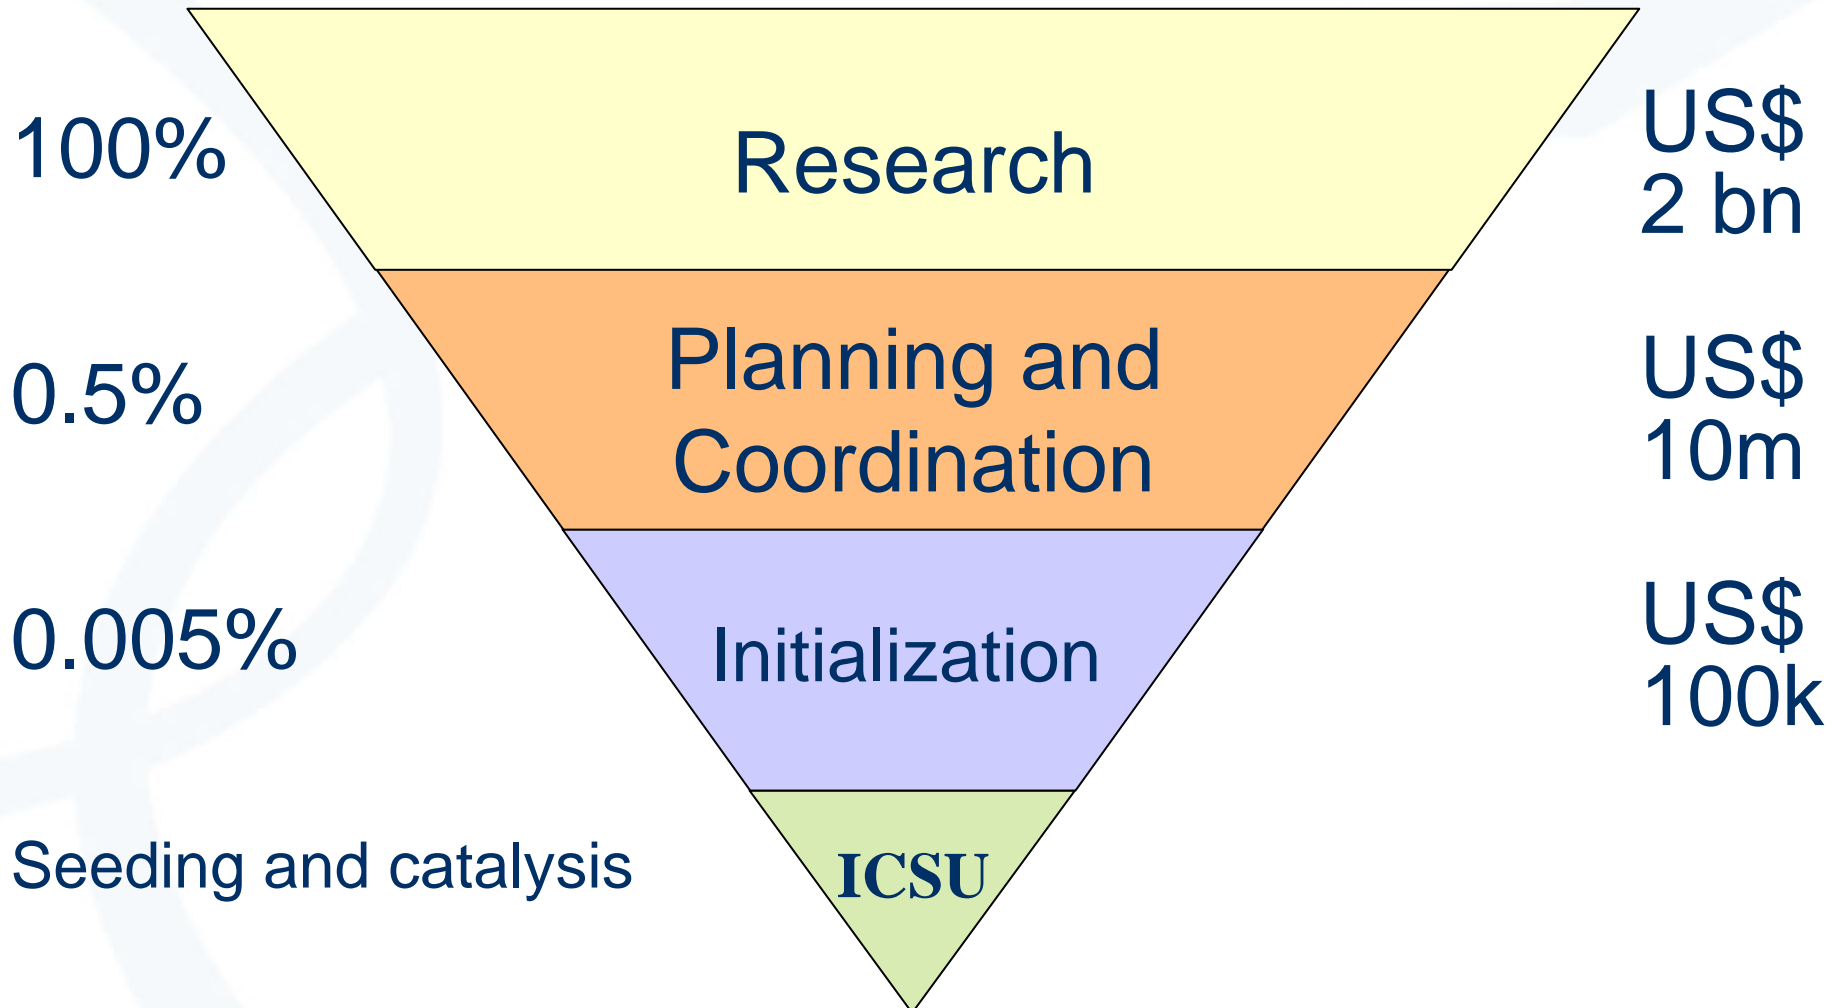 100%
Research
US$
2 bn
0.5%
Planning and
Coordination
US$
10m
0.005%
Initialization
US$
100k
Seeding and catalysis
ICSU